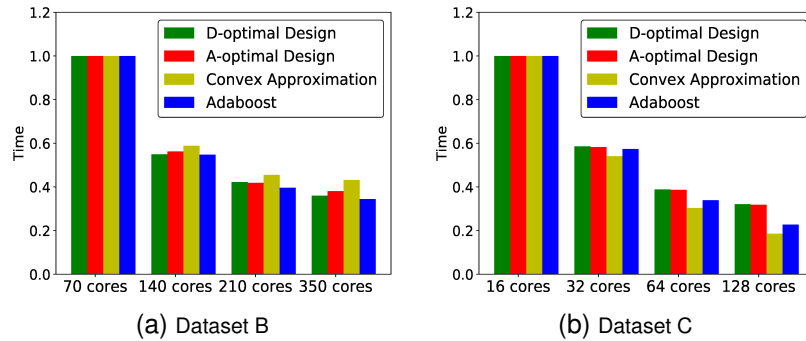 1.2
1.0
0.8
0.6
0.4
0.2
0.0
Time
D-optimal Design
A-optimal Design
Convex Approximation
Adaboost
70 cores 140 cores 210 cores 350 cores
(a) Dataset B
1.2
1.0
0.8
0.6
0.4
0.2
0.0
Time
D-optimal Design
A-optimal Design
Convex Approximation
Adaboost
16 cores 32 cores 64 cores 128 cores
(b) Dataset C